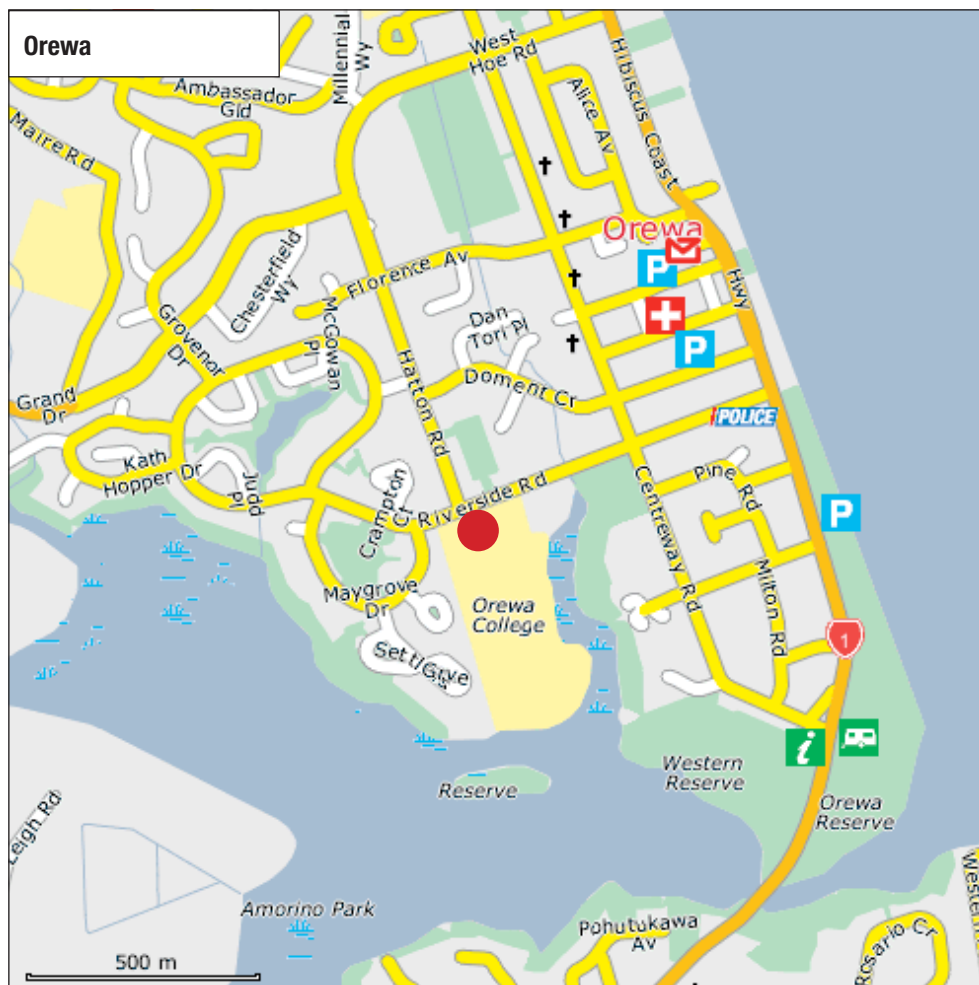 Orewa
West
Hoe Rd
Millennial
Wy
Hibiscus Coast
Hwy
Ambassador
Gld
Alice Av
Maire Rd
Orewa
P
Chesterfield
Wy
Florence Av
Grovenor
Dr
McGowan
Pl
Dan
Tori Pl
P
Hatton Rd
Doment Cr
Grand
Dr
POLICE
Kath
Hopper Dr
Judd
Pl
Crampton
Ct
Riverside Rd
Centreway Rd
Pine Rd
P
Maygrove
Dr
Orewa
College
Milton Rd
1
i
Western
Reserve
Reserve
Orewa
Reserve
Leigh Rd
Amorino Park
Pohutukawa
Av
Rosario Cr
Western
500 m